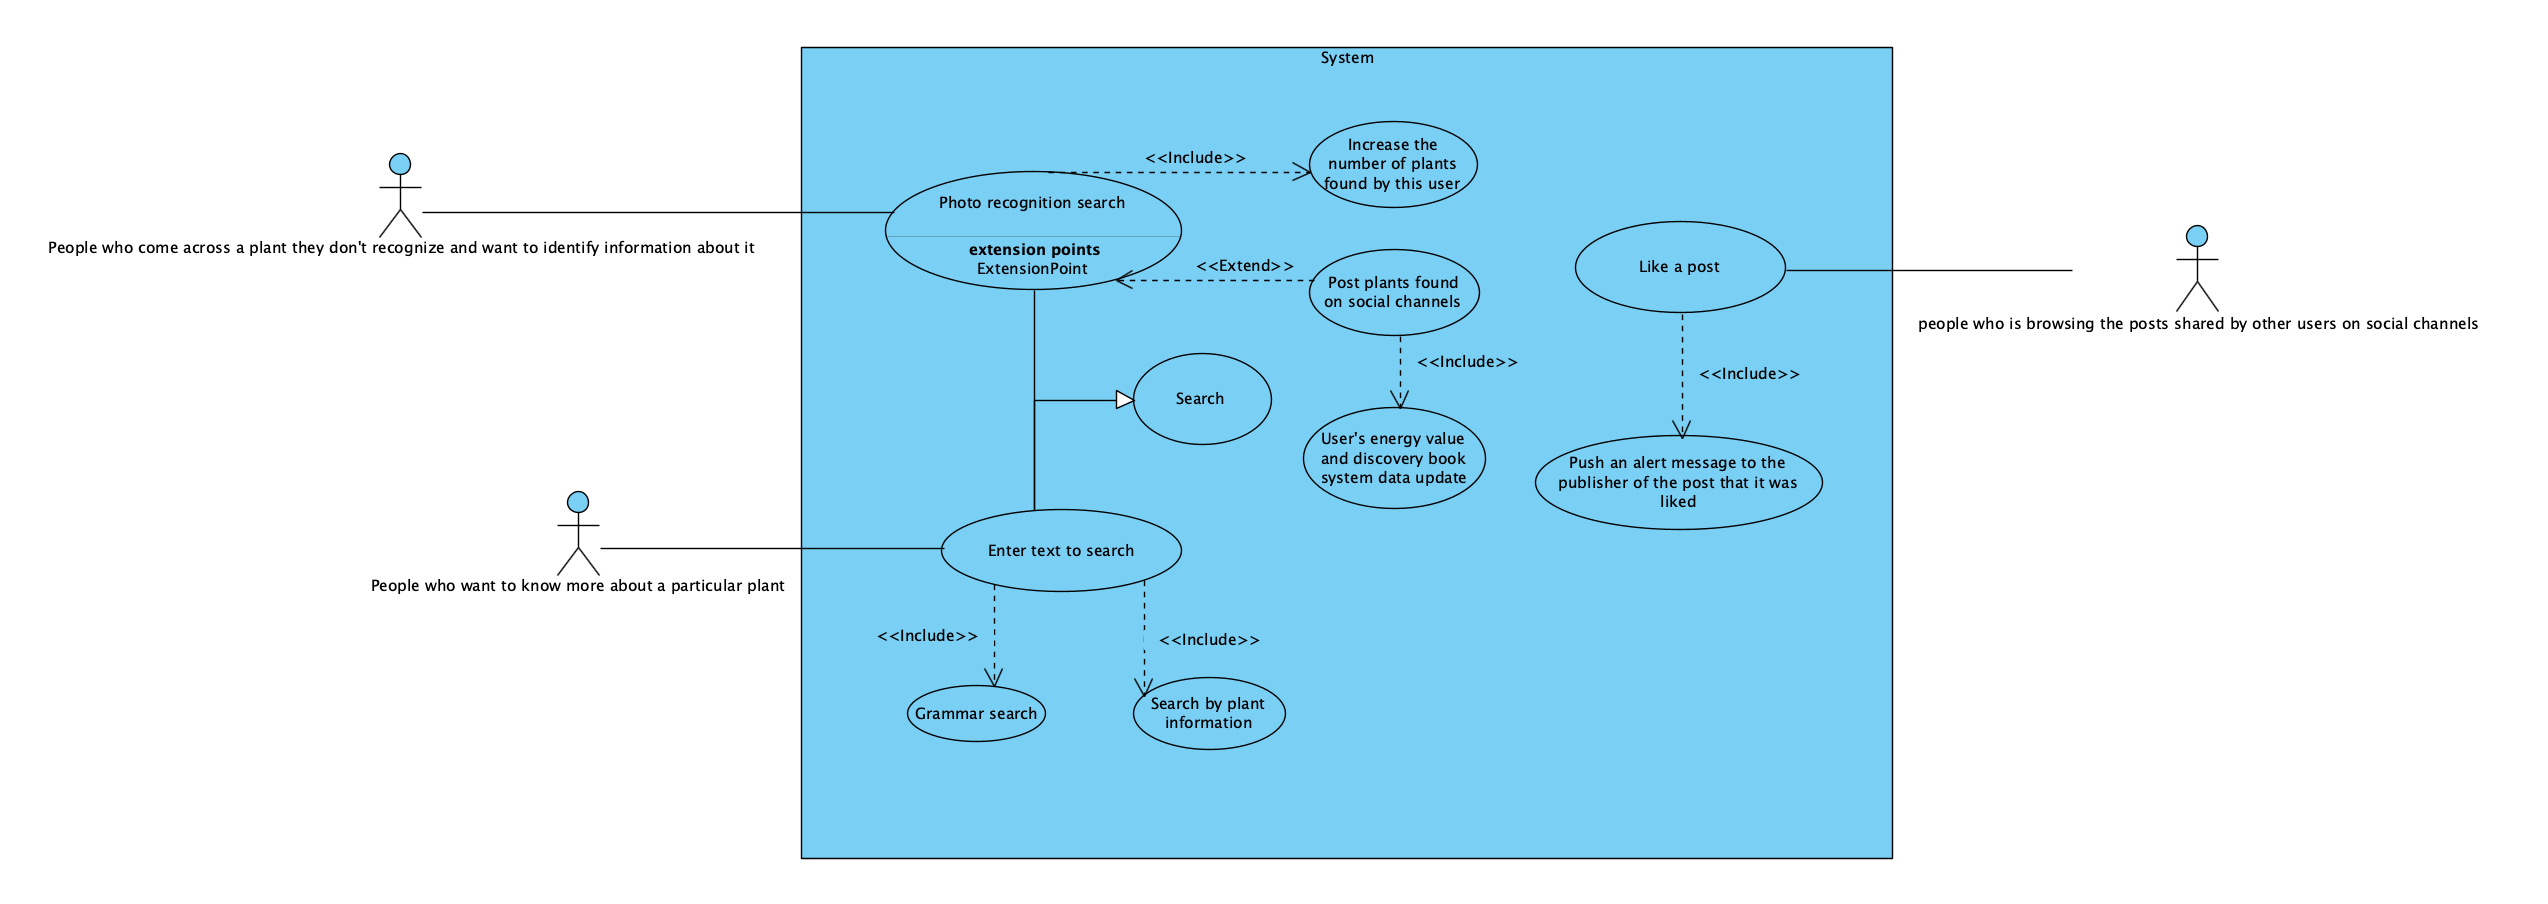 System
<<Include>>
Increase the
number of plants
found by this user
Photo recognition search
extension points
ExtensionPoint
People who come across a plant they don't recognize and want to identify information about it
<<Extend>>
Post plants found
on social channels
Like a post
people who is browsing the posts shared by other users on social channels
<<Include>>
<<Include>>
Search
User's energy value
and discovery book
system data update
Push an alert message to the
publisher of the post that it was
liked
Enter text to search
People who want to know more about a particular plant
<<Include>>
<<Include>>
Grammar search
Search by plant
information